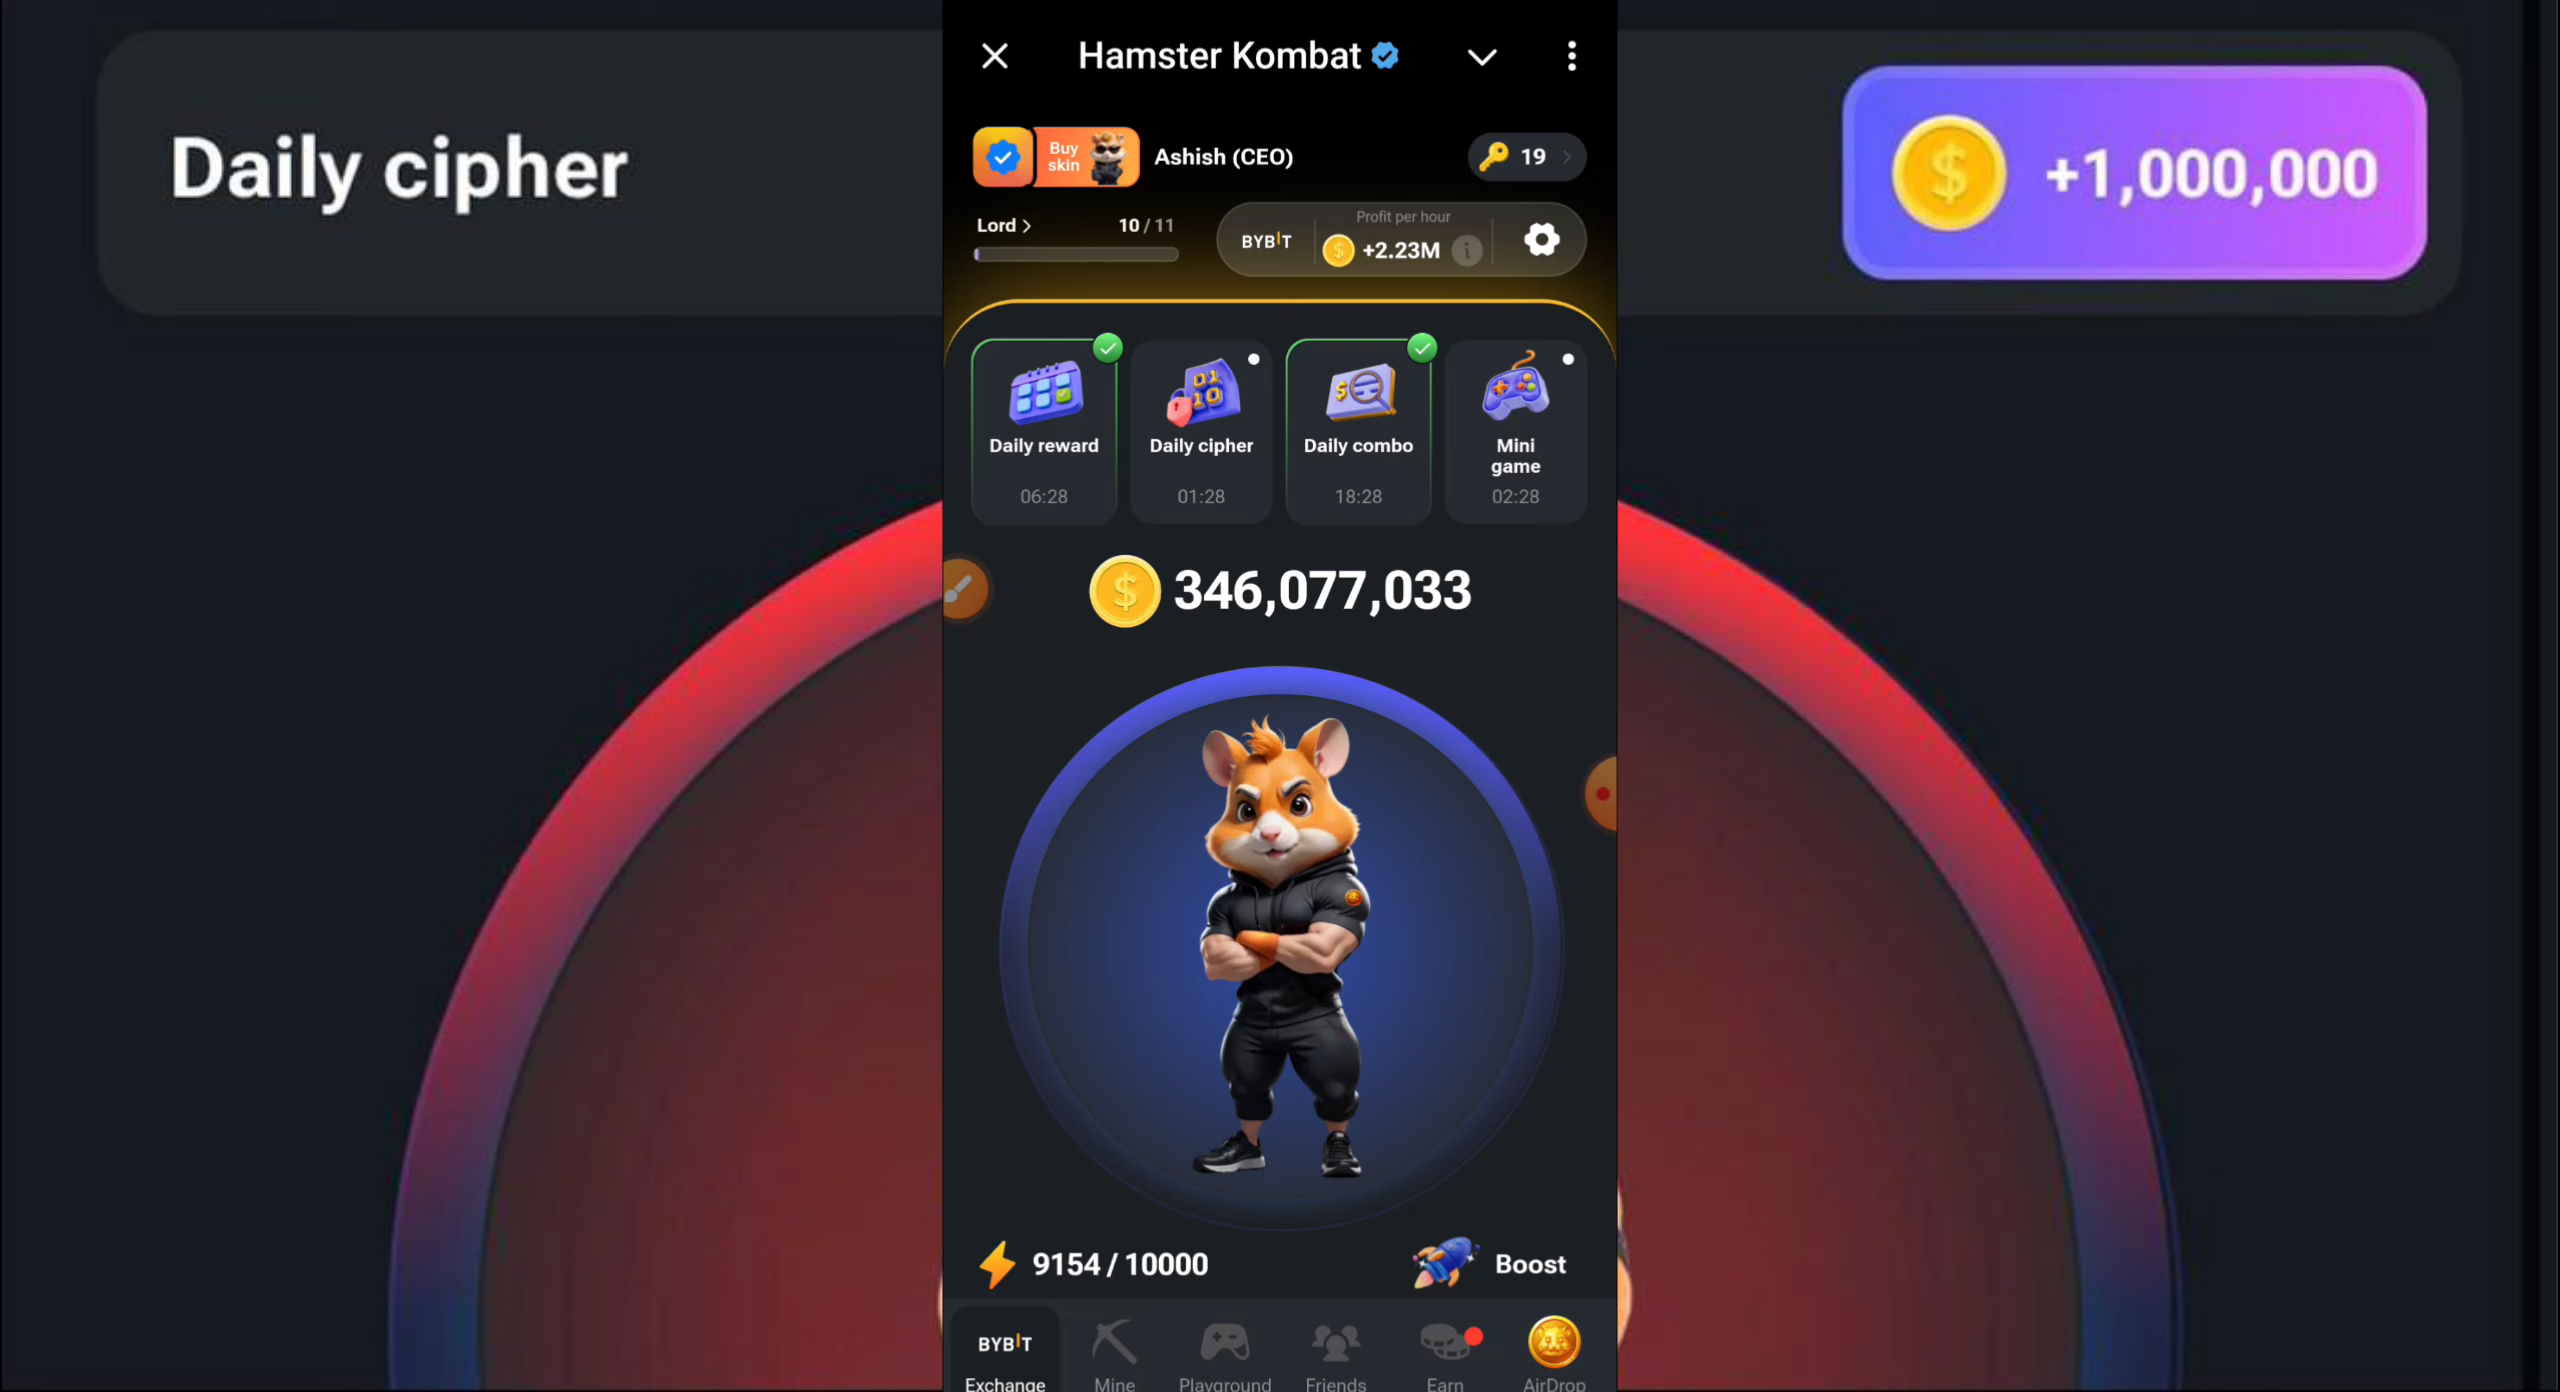 Daily cipher
+1,000,000
Hamster Kombat
Buy
skin
Ashish (CEO)
19
Lord >
10 / 11
BYBIT
Profit per hour
+2.23M
Daily reward
06:28
Daily cipher
01:28
Daily combo
18:28
Mini
game
02:28
346,077,033
9154 / 10000
Boost
BYBIT
Exchange
Mine
Playground
Friends
Earn
AirDrop